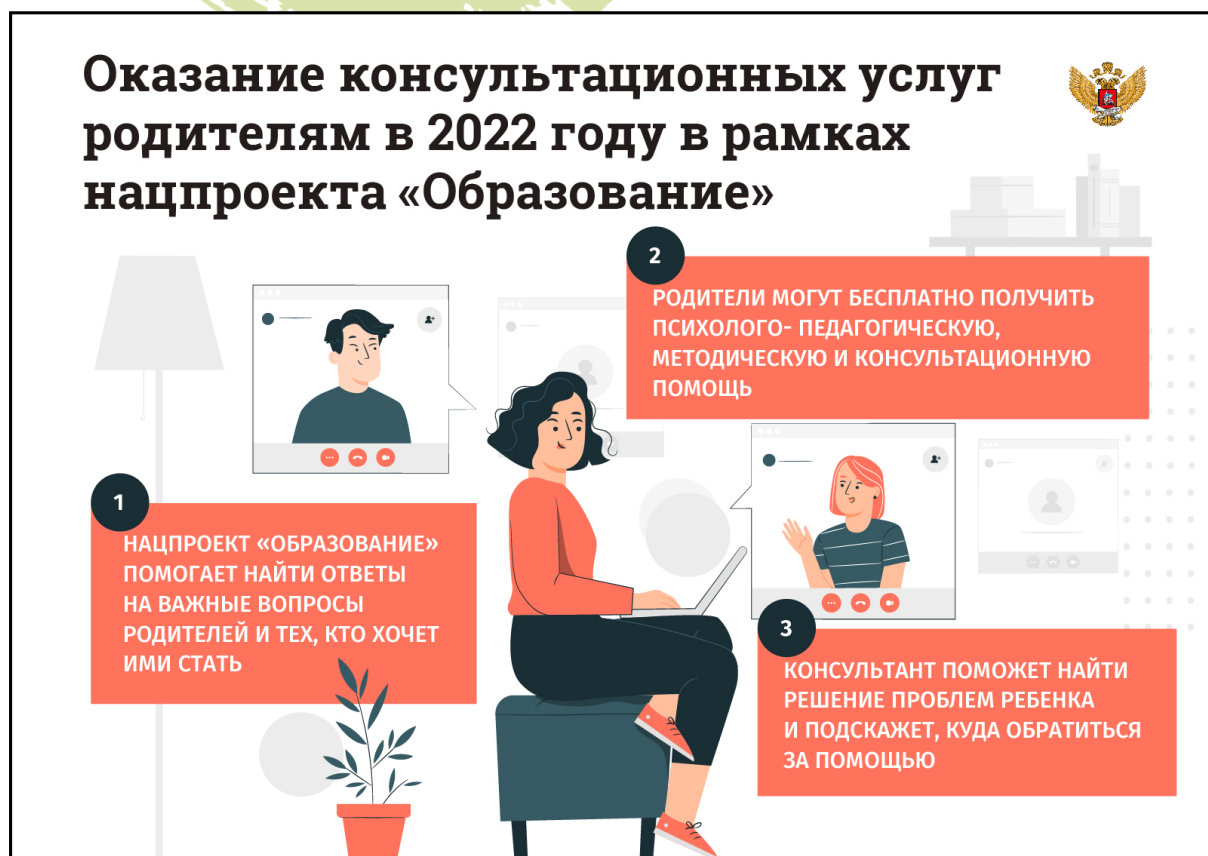 Оказание консультационных услуг
родителям в 2022 году в рамках
нацпроекта «Образование»
1
НАЦПРОЕКТ «ОБРАЗОВАНИЕ»
ПОМОГАЕТ НАЙТИ ОТВЕТЫ
НА ВАЖНЫЕ ВОПРОСЫ
РОДИТЕЛЕЙ И ТЕХ, КТО ХОЧЕТ
ИМИ СТАТЬ
2
РОДИТЕЛИ МОГУТ БЕСПЛАТНО ПОЛУЧИТЬ
ПСИХОЛОГО- ПЕДАГОГИЧЕСКУЮ,
МЕТОДИЧЕСКУЮ И КОНСУЛЬТАЦИОННУЮ
ПОМОЩЬ
3
КОНСУЛЬТАНТ ПОМОЖЕТ НАЙТИ
РЕШЕНИЕ ПРОБЛЕМ РЕБЕНКА
И ПОДСКАЖЕТ, КУДА ОБРАТИТЬСЯ
ЗА ПОМОЩЬЮ